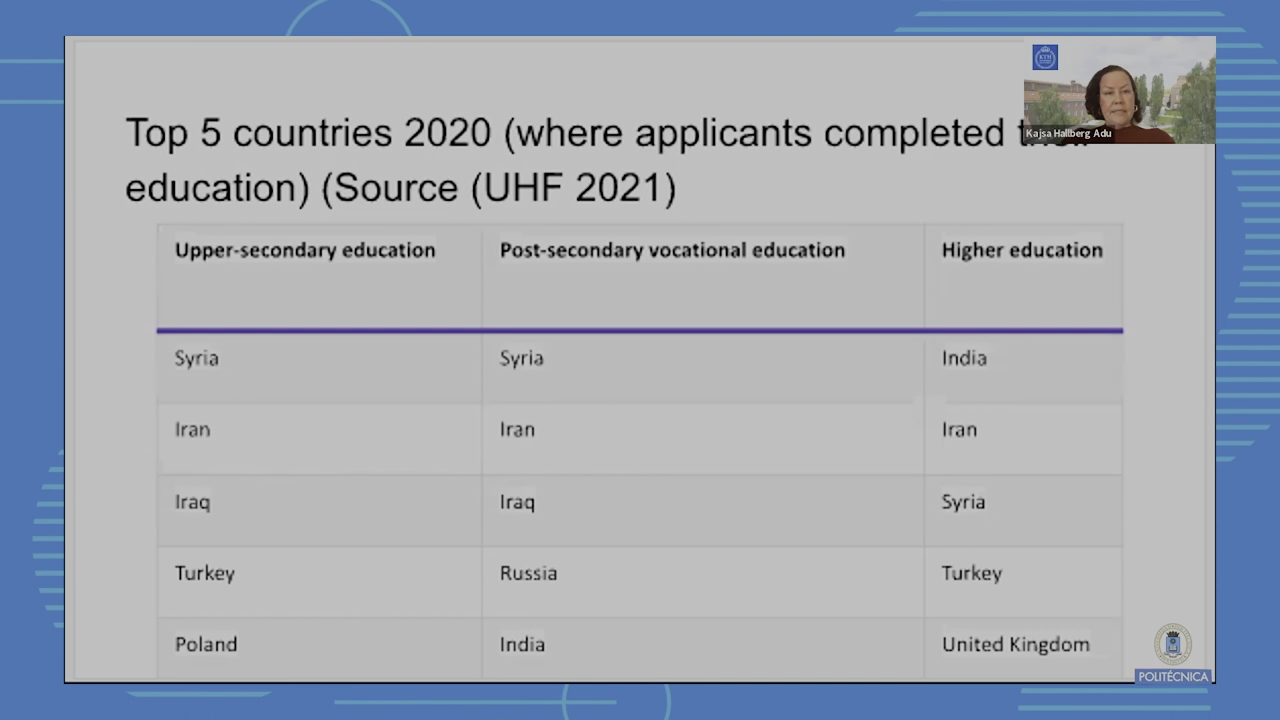 Top 5 countries 2020 (where applicants completed
education) (Source (UHF 2021)
KTH
Kajsa Hallberg Adu
Upper-secondary education Post-secondary vocational education Higher education
Syria Syria India
Iran Iran Iran
Iraq Iraq Syria
Turkey Russia Turkey
Poland India United Kingdom
POLITÉCNICA